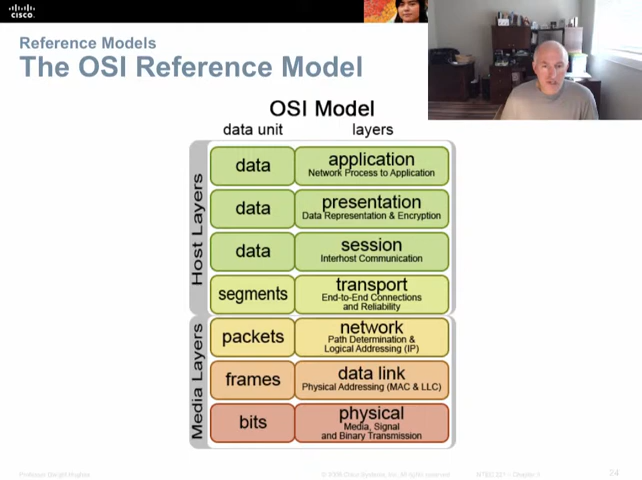 CISCO
Reference Models
The OSI Reference Model
OSI Model
data unit layers
Host Layers
data application
Network Process to Application
data presentation
Data Representation & Encryption
data session
Interhost Communication
segments transport
End-to-End Connections
and Reliability
Media Layers
packets network
Path Determination &
Logical Addressing (IP)
frames data link
Physical Addressing (MAC & LLC)
bits physical
Media, Signal
and Binary Transmission
24